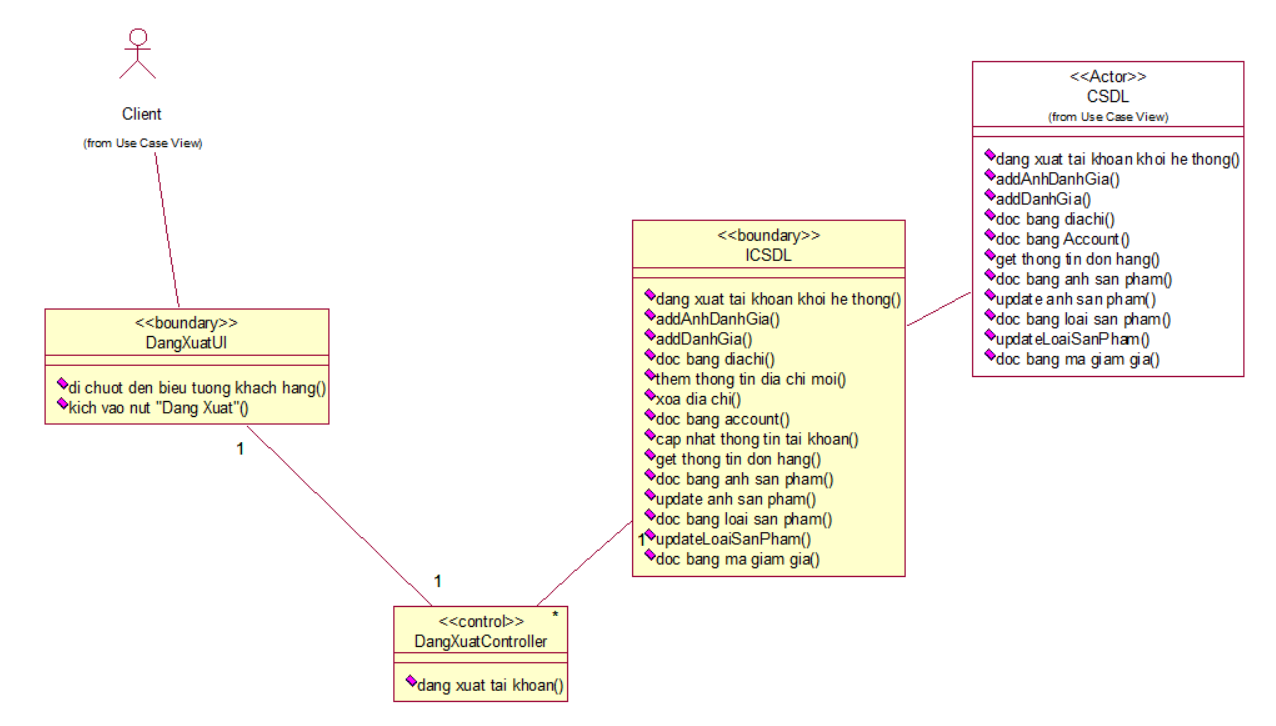 Client
(from Use Case View)
<<boundary>>
DangXuatUI
di chuot den bieu tuong khach hang()
kich vao nut "Dang Xuat"()
1
1
<<control>>
*
DangXuatController
dang xuat tai khoan()
<<boundary>>
ICSDL
dang xuat tai khoan khoi he thong()
addAnhDanhGia()
addDanhGia()
doc bang diachi()
them thong tin dia chi moi()
xoa dia chi()
doc bang account()
cap nhat thong tin tai khoan()
get thong tin don hang()
doc bang anh san pham()
update anh san pham()
doc bang loai san pham()
1
updateLoaiSanPham()
doc bang ma giam gia()
<<Actor>>
CSDL
(from Use Case View)
dang xuat tai khoan khoi he thong()
addAnhDanhGia()
addDanhGia()
doc bang diachi()
doc bang Account()
get thong tin don hang()
doc bang anh san pham()
update anh san pham()
doc bang loai san pham()
updateLoaiSanPham()
doc bang ma giam gia()